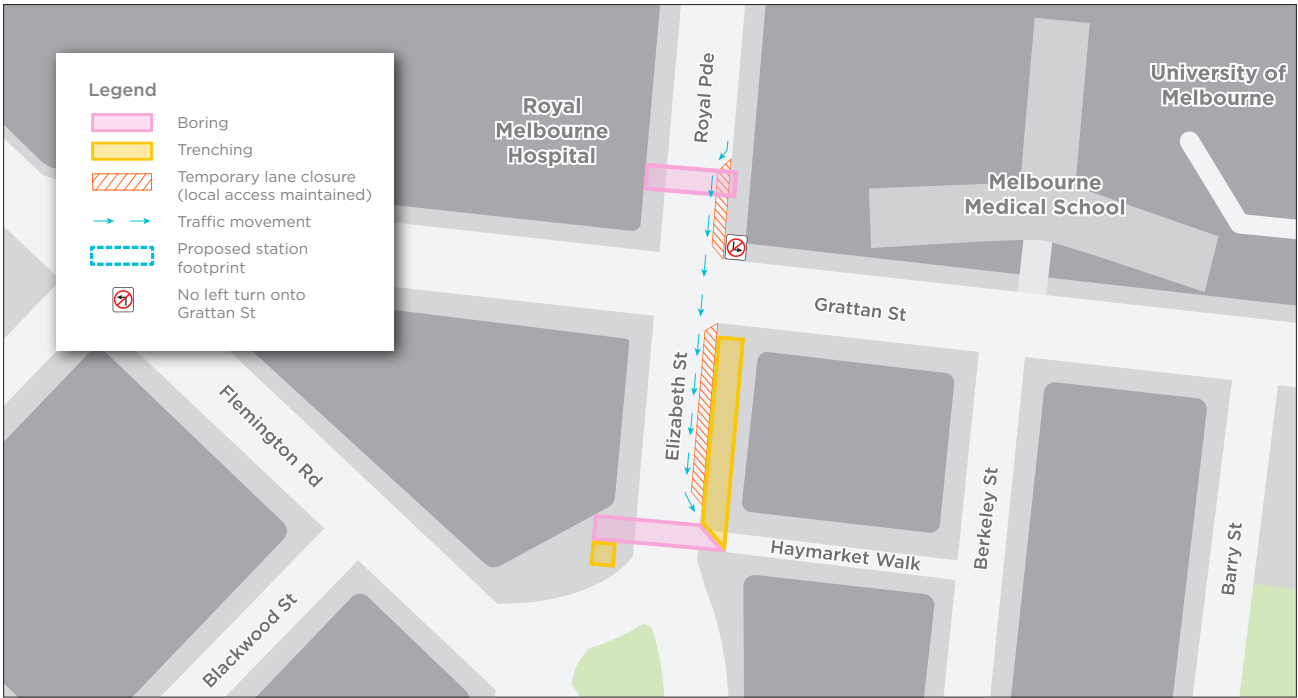 Legend
Boring
Trenching
Temporary lane closure
(local access maintained)
Traffic movement
Proposed station
footprint
No left turn onto
Grattan St
Royal
Melbourne
Hospital
Royal Pde
University of
Melbourne
Melbourne
Medical School
Grattan St
Elizabeth St
Flemington Rd
Haymarket Walk
Berkeley St
Barry St
Blackwood St